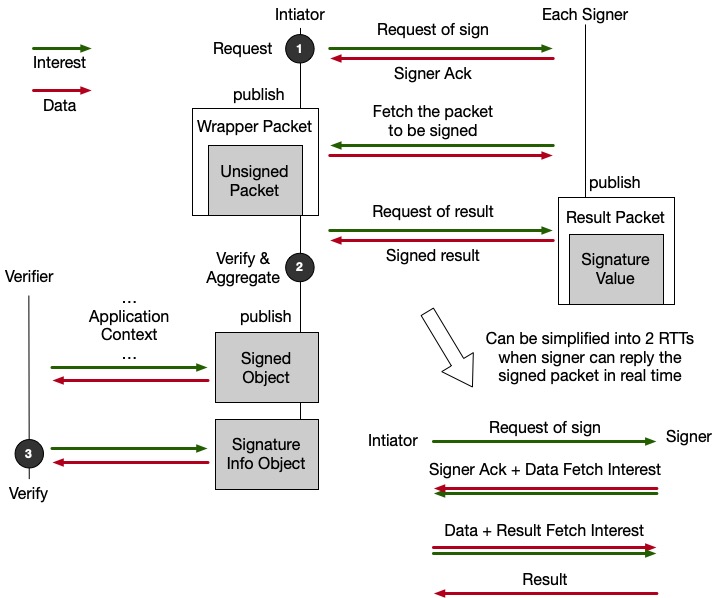 Intiator
Each Signer
Request
1
Request of sign
Signer Ack
Interest
Data
publish
Wrapper Packet
Unsigned
Packet
Fetch the packet
to be signed
publish
Request of result
Signed result
Result Packet
Signature
Value
Verify &
Aggregate
2
Verifier
...
Application
Context
...
publish
Signed
Object
Can be simplified into 2 RTTs
when signer can reply the
signed packet in real time
3
Verify
Signature
Info Object
Intiator
Request of sign
Signer
Signer Ack + Data Fetch Interest
Data + Result Fetch Interest
Result